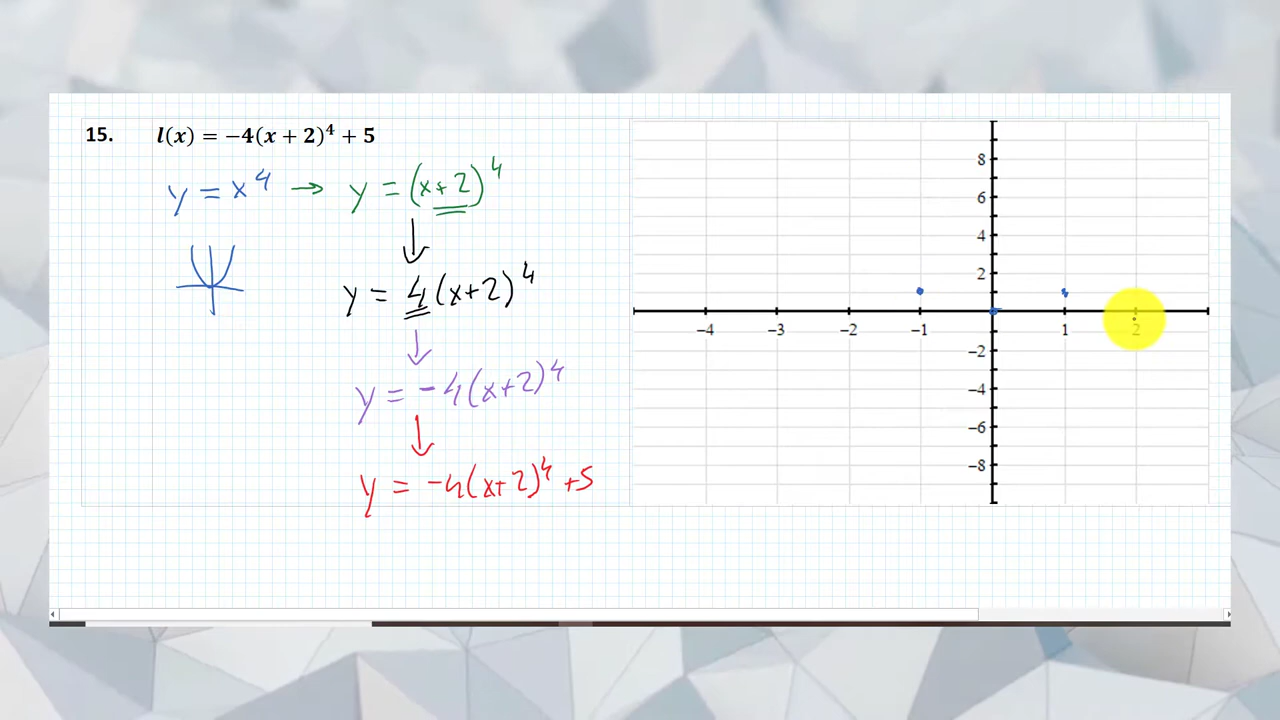 15. l(x) = −4(x + 2)⁴ + 5
y = x⁴ → y = (x+2)⁴
y = 4(x+2)⁴
y = −4(x+2)⁴
y = −4(x+2)⁴ +5
8
6
4
2
−4 −3 −2 −1 1 2
−2
−4
−6
−8